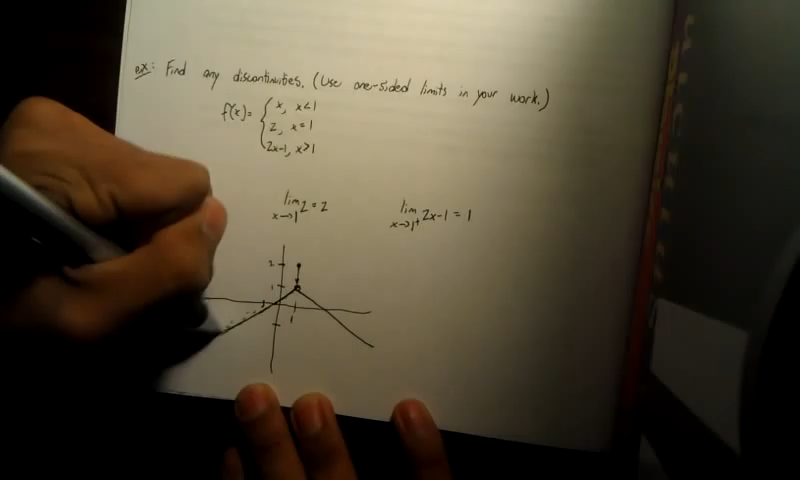 ex: Find any discontinuities. (Use one-sided limits in your work.)
f(x) = { x, x<1
2, x=1
2x-1, x>1
lim 2 = 2
x→1
lim 2x-1 = 1
x→1⁺
2
1
1